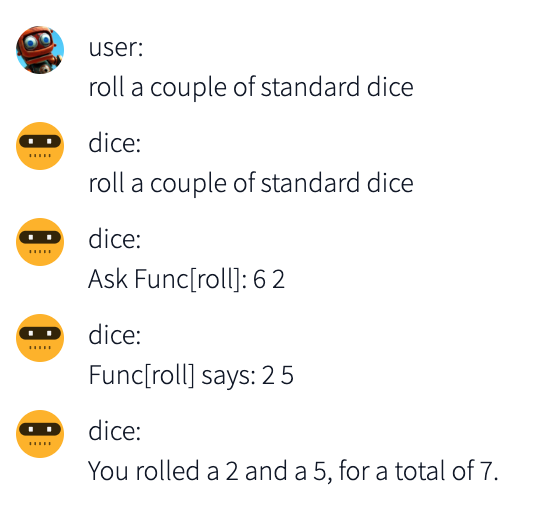 user:
roll a couple of standard dice
dice:
roll a couple of standard dice
dice:
Ask Func[roll]: 6 2
dice:
Func[roll] says: 2 5
dice:
You rolled a 2 and a 5, for a total of 7.